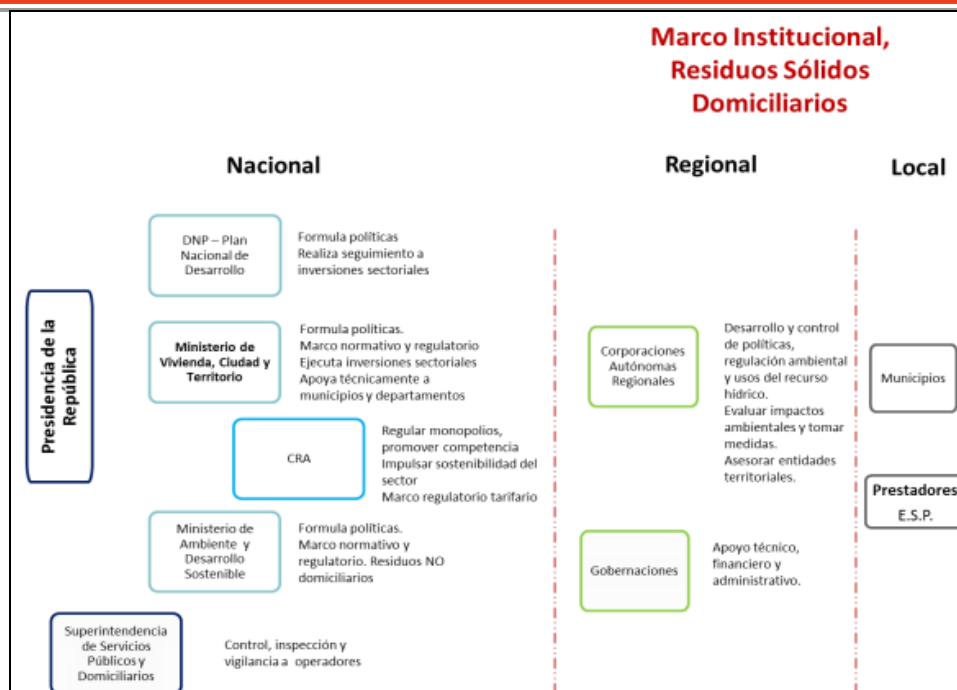 Marco Institucional,
Residuos Sólidos
Domiciliarios
Nacional
Regional
Local
Presidencia de la
República
DNP – Plan
Nacional de
Desarrollo
Formula políticas
Realiza seguimiento a
inversiones sectoriales
Ministerio de
Vivienda, Ciudad y
Territorio
Formula políticas.
Marco normativo y regulatorio
Ejecuta inversiones sectoriales
Apoya técnicamente a
municipios y departamentos
CRA
Regular monopolios,
promover competencia
Impulsar sostenibilidad del
sector
Marco regulatorio tarifario
Ministerio de
Ambiente y
Desarrollo
Sostenible
Formula políticas.
Marco normativo y
regulatorio. Residuos NO
domiciliarios
Superintendencia
de Servicios
Públicos y
Domiciliarios
Control, inspección y
vigilancia a operadores
Corporaciones
Autónomas
Regionales
Desarrollo y control
de políticas,
regulación ambiental
y usos del recurso
hídrico.
Evaluar impactos
ambientales y tomar
medidas.
Asesorar entidades
territoriales.
Gobernaciones
Apoyo técnico,
financiero y
administrativo.
Municipios
Prestadores
E.S.P.